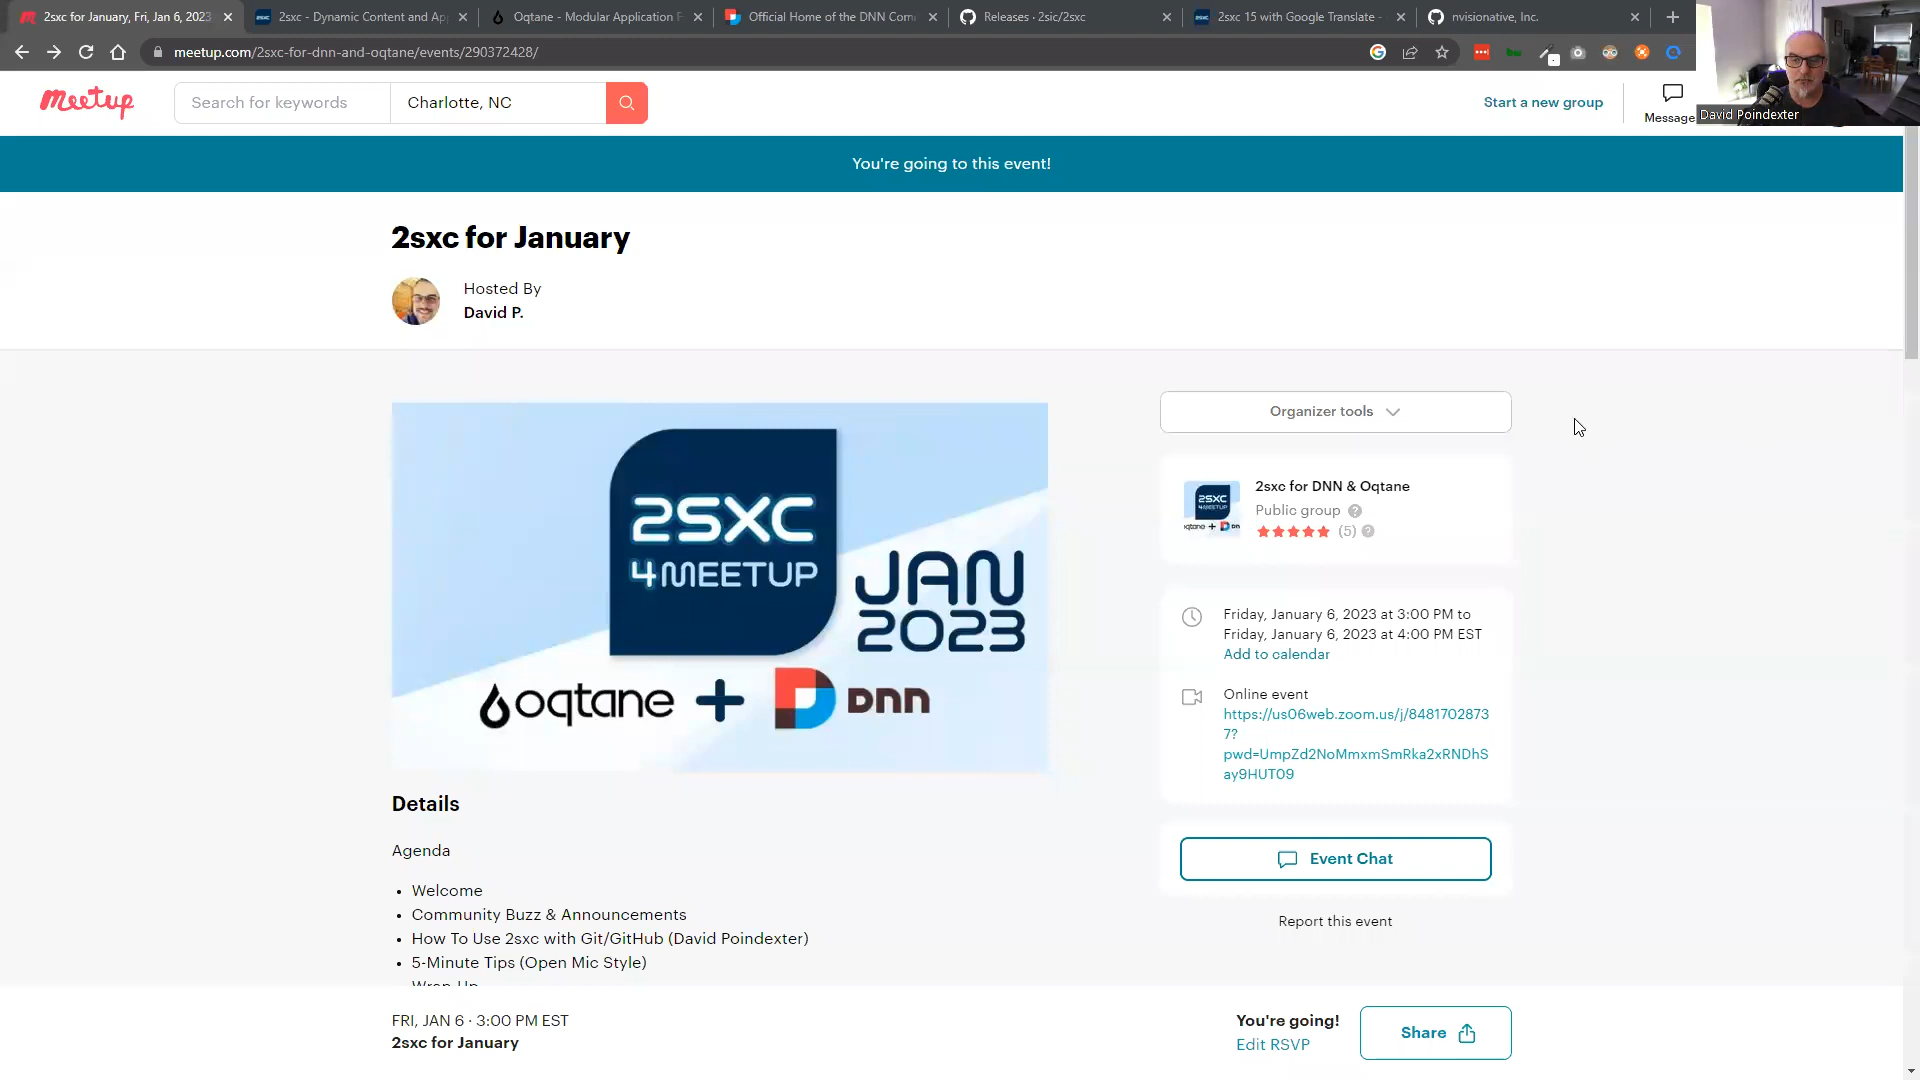 2sxc for January, Fri, Jan 6, 2023
2sxc - Dynamic Content and Ap
Oqtane - Modular Application F
Official Home of the DNN Com
Releases · 2sic/2sxc
2sxc 15 with Google Translate -
nvisionative, Inc.
meetup.com/2sxc-for-dnn-and-oqtane/events/290372428/
Meetup
Search for keywords
Charlotte, NC
Start a new group
Message
David Poindexter
You're going to this event!
2sxc for January
Hosted By
David P.
2SXC
4MEETUP
JAN
2023
oqtane + DNN
Organizer tools
2SXC
4MEETUP
oqtane + DNN
2sxc for DNN & Oqtane
Public group
(5)
Friday, January 6, 2023 at 3:00 PM to
Friday, January 6, 2023 at 4:00 PM EST
Add to calendar
Online event
https://us06web.zoom.us/j/8481702873
7?
pwd=UmpZd2NoMmxmSmRka2xRNDhS
ay9HUT09
Event Chat
Report this event
Details
Agenda
• Welcome
• Community Buzz & Announcements
• How To Use 2sxc with Git/GitHub (David Poindexter)
• 5-Minute Tips (Open Mic Style)
Wrap Up
FRI, JAN 6 · 3:00 PM EST
2sxc for January
You're going!
Edit RSVP
Share